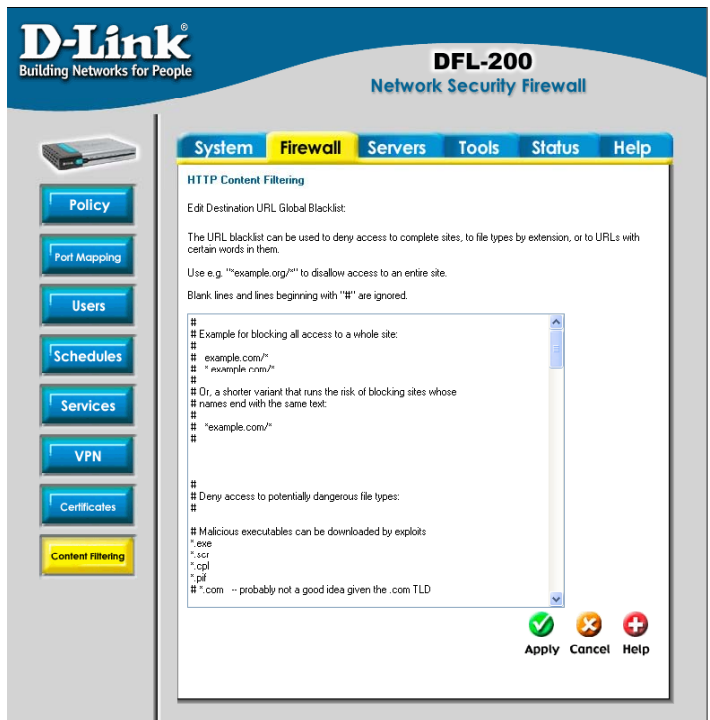 D-Link®
Building Networks for People
DFL-200
Network Security Firewall
System Firewall Servers Tools Status Help
Policy
Port Mapping
Users
Schedules
Services
VPN
Certificates
Content Filtering
HTTP Content Filtering
Edit Destination URL Global Blacklist:
The URL blacklist can be used to deny access to complete sites, to file types by extension, or to URLs with
certain words in them.
Use e.g. "*example.org/*" to disallow access to an entire site.
Blank lines and lines beginning with "#" are ignored.
#
# Example for blocking all access to a whole site:
#
#   example.com/*
#   *.example.com/*
#
# Or, a shorter variant that runs the risk of blocking sites whose
# names end with the same text:
#
#   *example.com/*
#
#
# Deny access to potentially dangerous file types:
#
# Malicious executables can be downloaded by exploits
*.exe
*.scr
*.cpl
*.pif
# *.com   -- probably not a good idea given the .com TLD
Apply Cancel Help